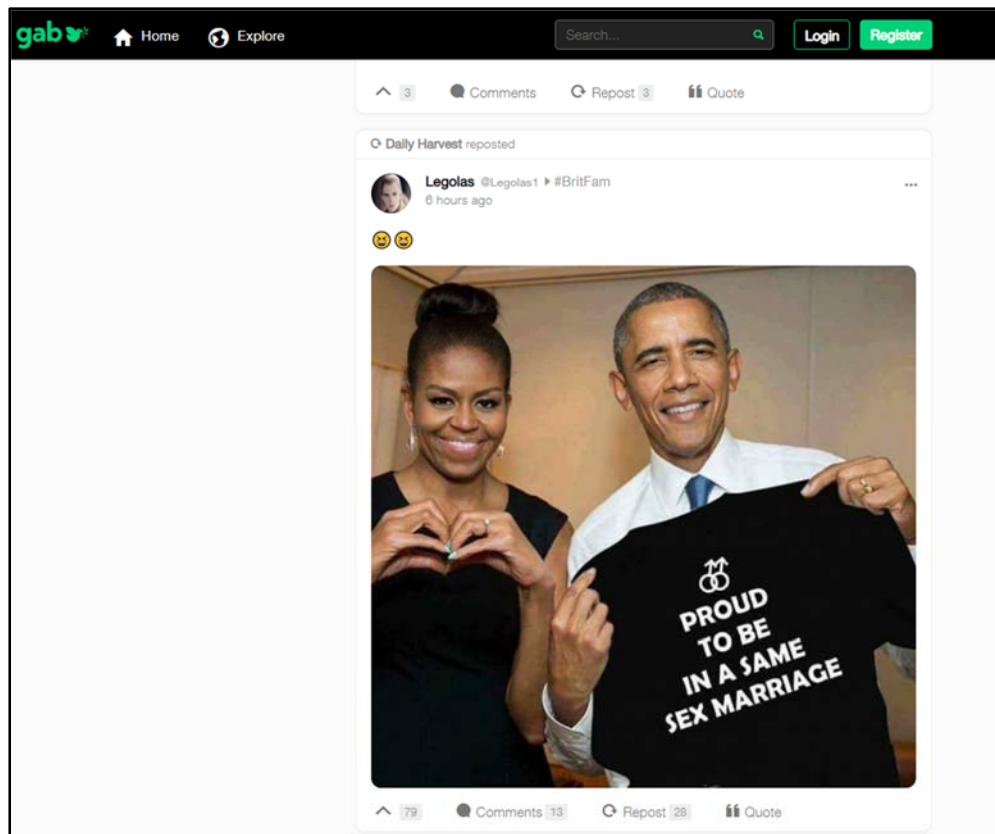 gab Home Explore Search... Login Register
3 Comments Repost 3 Quote
Daily Harvest reposted
Legolas @Legolas1 #BritFam
6 hours ago
PROUD
TO BE
IN A SAME
SEX MARRIAGE
79 Comments 13 Repost 28 Quote